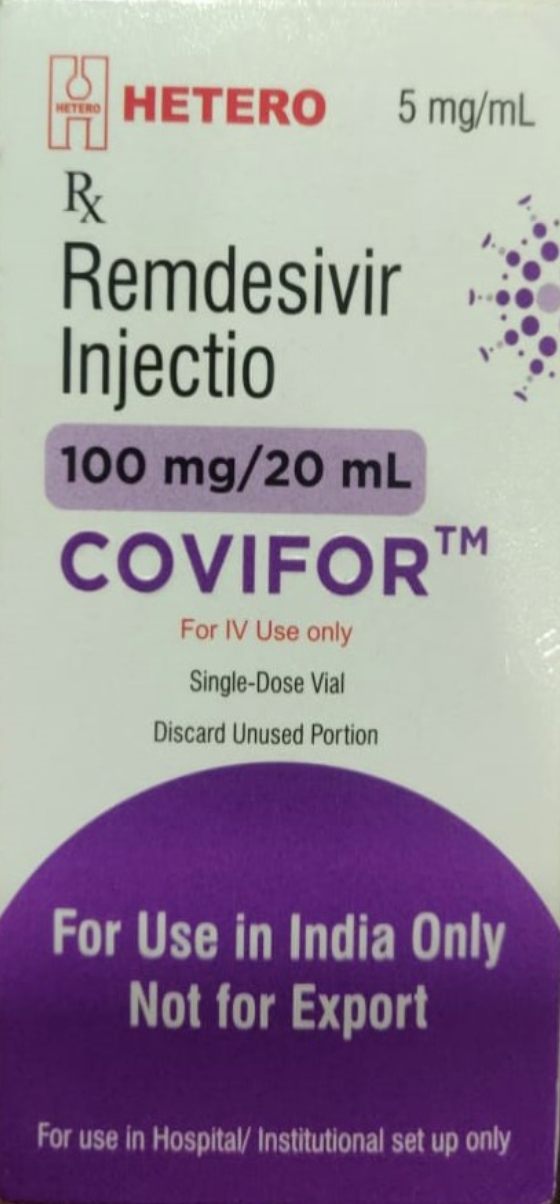 HETERO
HETERO 5 mg/mL
Rx
Remdesivir
Injectio
100 mg/20 mL
COVIFOR™
For IV Use only
Single-Dose Vial
Discard Unused Portion
For Use in India Only
Not for Export
For use in Hospital/ Institutional set up only